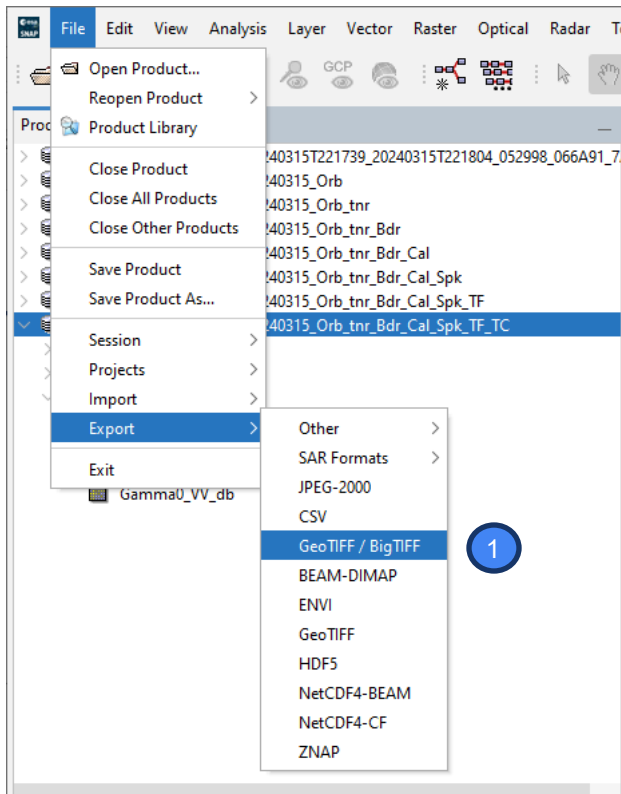 esa
SNAP
File Edit View Analysis Layer Vector Raster Optical Radar
GCP
Open Product...
Reopen Product
Product Library
Close Product
Close All Products
Close Other Products
Save Product
Save Product As...
Session
Projects
Import
Export
Exit
240315T221739_20240315T221804_052998_066A91_7
240315_Orb
240315_Orb_tnr
240315_Orb_tnr_Bdr
240315_Orb_tnr_Bdr_Cal
240315_Orb_tnr_Bdr_Cal_Spk
240315_Orb_tnr_Bdr_Cal_Spk_TF
240315_Orb_tnr_Bdr_Cal_Spk_TF_TC
Gamma0_VV_db
Other
SAR Formats
JPEG-2000
CSV
GeoTIFF / BigTIFF
1
BEAM-DIMAP
ENVI
GeoTIFF
HDF5
NetCDF4-BEAM
NetCDF4-CF
ZNAP